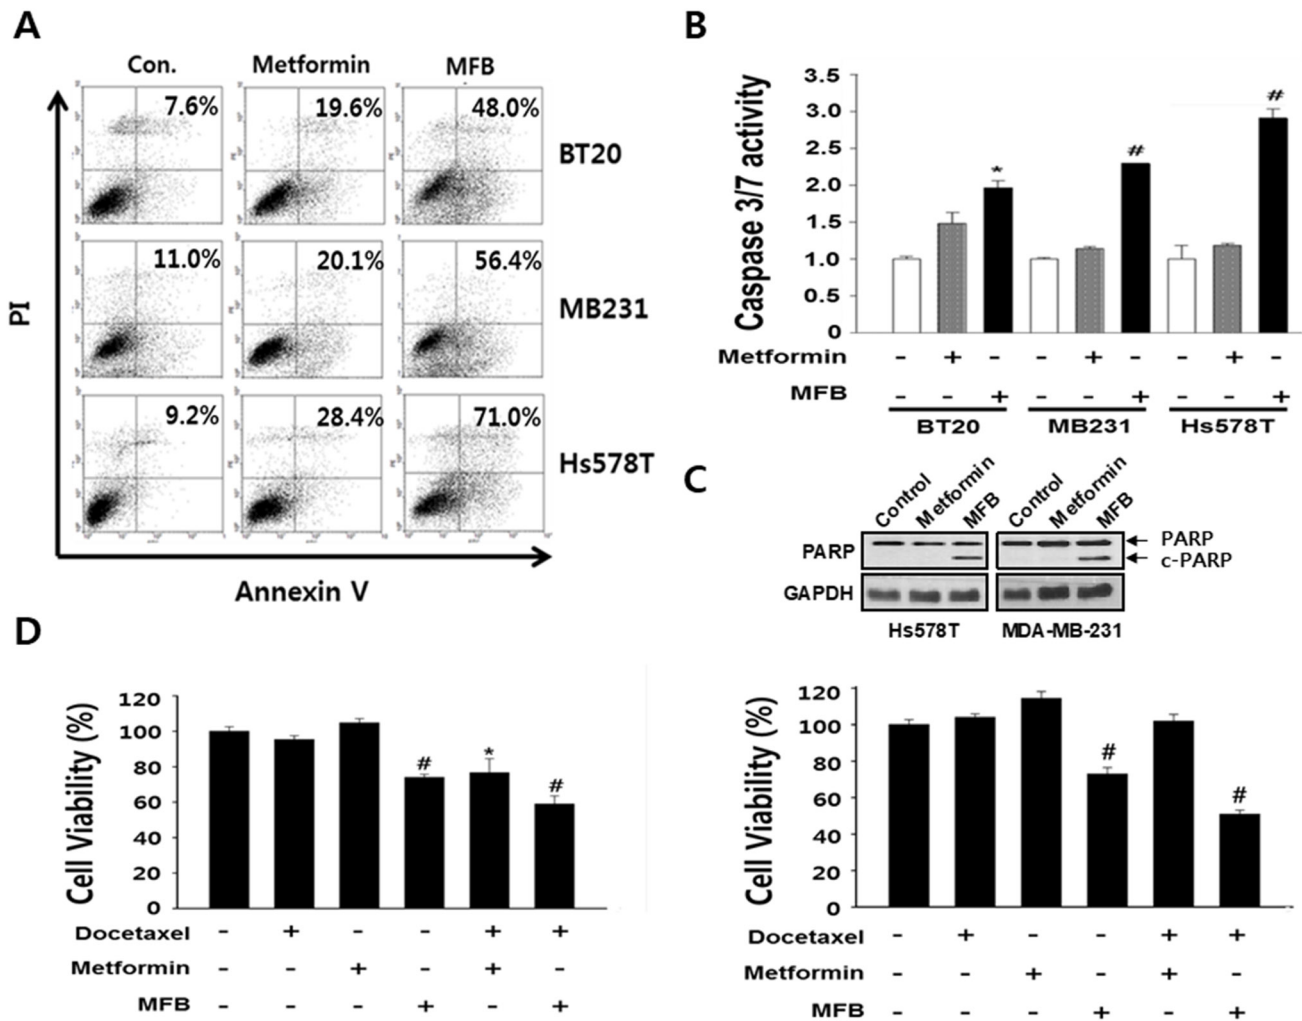 A
Con. Metformin MFB
7.6% 19.6% 48.0% BT20
11.0% 20.1% 56.4% MB231
9.2% 28.4% 71.0% Hs578T
PI
Annexin V
B
Caspase 3/7 activity
3.5
3.0
2.5
2.0
1.5
1.0
0.5
0
* # #
Metformin - + - - + - - + -
MFB - - + - - + - - +
BT20 MB231 Hs578T
C
Control Metformin MFB Control Metformin MFB
PARP PARP
c-PARP
GAPDH
Hs578T MDA-MB-231
D
Cell Viability (%)
120
100
80
60
40
20
0
# * #
Docetaxel - + - - + +
Metformin - - + - + -
MFB - - - + - +
Cell Viability (%)
120
100
80
60
40
20
0
# #
Docetaxel - + - - + +
Metformin - - + - + -
MFB - - - + - +